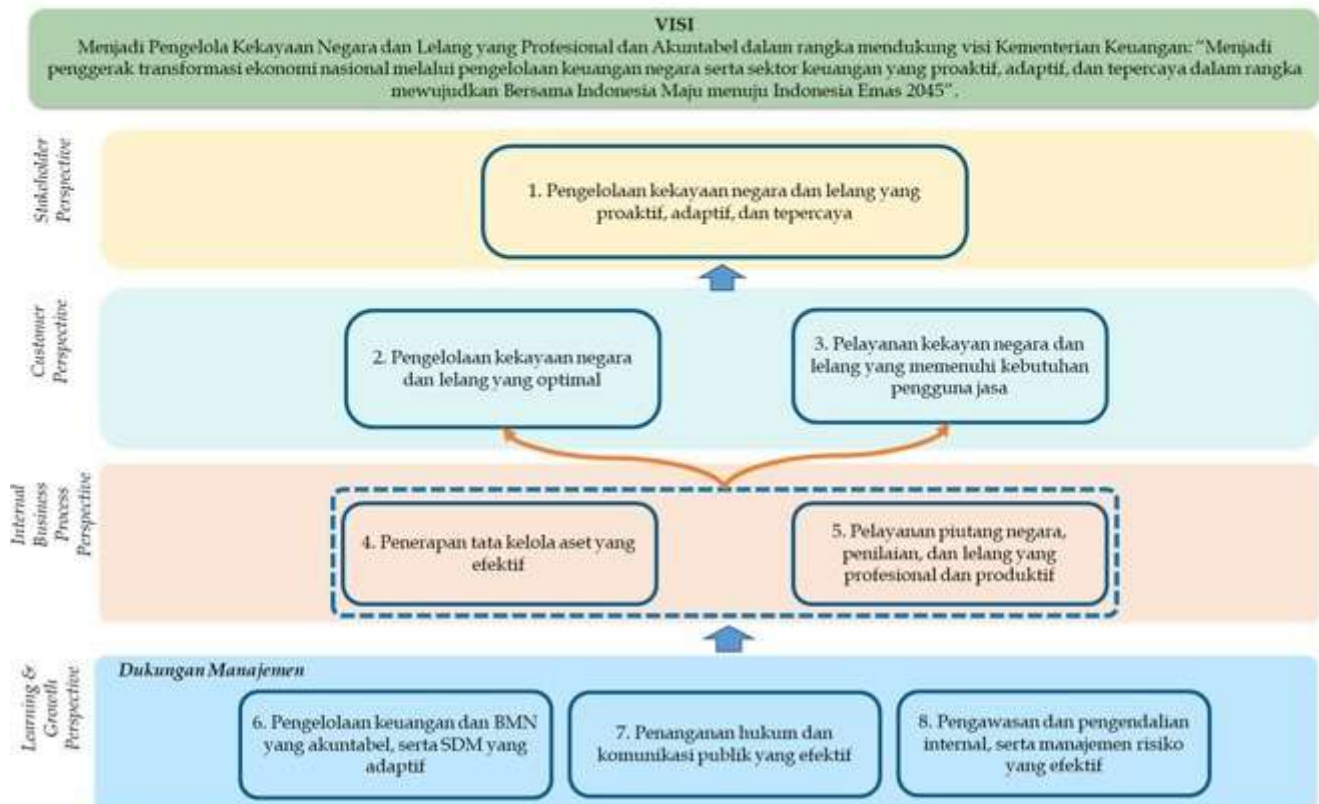 VISI
Menjadi Pengelola Kekayaan Negara dan Lelang yang Profesional dan Akuntabel dalam rangka mendukung visi Kementerian Keuangan: “Menjadi
penggerak transformasi ekonomi nasional melalui pengelolaan keuangan negara serta sektor keuangan yang proaktif, adaptif, dan tepercaya dalam rangka
mewujudkan Bersama Indonesia Maju menuju Indonesia Emas 2045”.
Stakeholder
Perspective
1. Pengelolaan kekayaan negara dan lelang yang
proaktif, adaptif, dan tepercaya
Customer
Perspective
2. Pengelolaan kekayaan negara
dan lelang yang optimal
3. Pelayanan kekayan negara dan
lelang yang memenuhi kebutuhan
pengguna jasa
Internal
Business
Process
Perspective
4. Penerapan tata kelola aset yang
efektif
5. Pelayanan piutang negara,
penilaian, dan lelang yang
profesional dan produktif
Learning &
Growth
Perspective
Dukungan Manajemen
6. Pengelolaan keuangan dan BMN
yang akuntabel, serta SDM yang
adaptif
7. Penanganan hukum dan
komunikasi publik yang efektif
8. Pengawasan dan pengendalian
internal, serta manajemen risiko
yang efektif